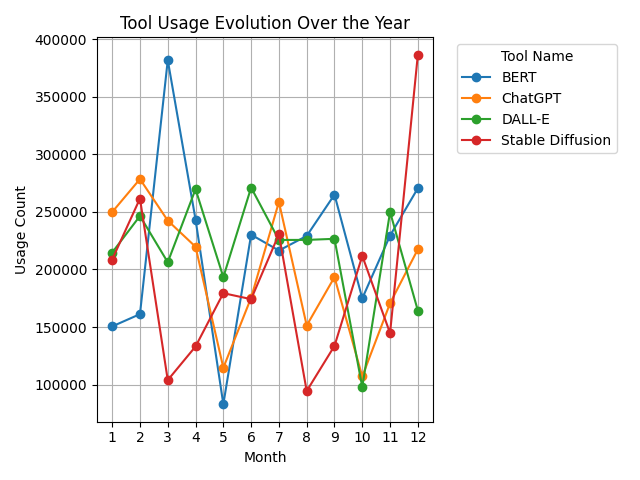 Tool Usage Evolution Over the Year
Usage Count
400000
350000
300000
250000
200000
150000
100000
1 2 3 4 5 6 7 8 9 10 11 12
Month
Tool Name
BERT
ChatGPT
DALL-E
Stable Diffusion